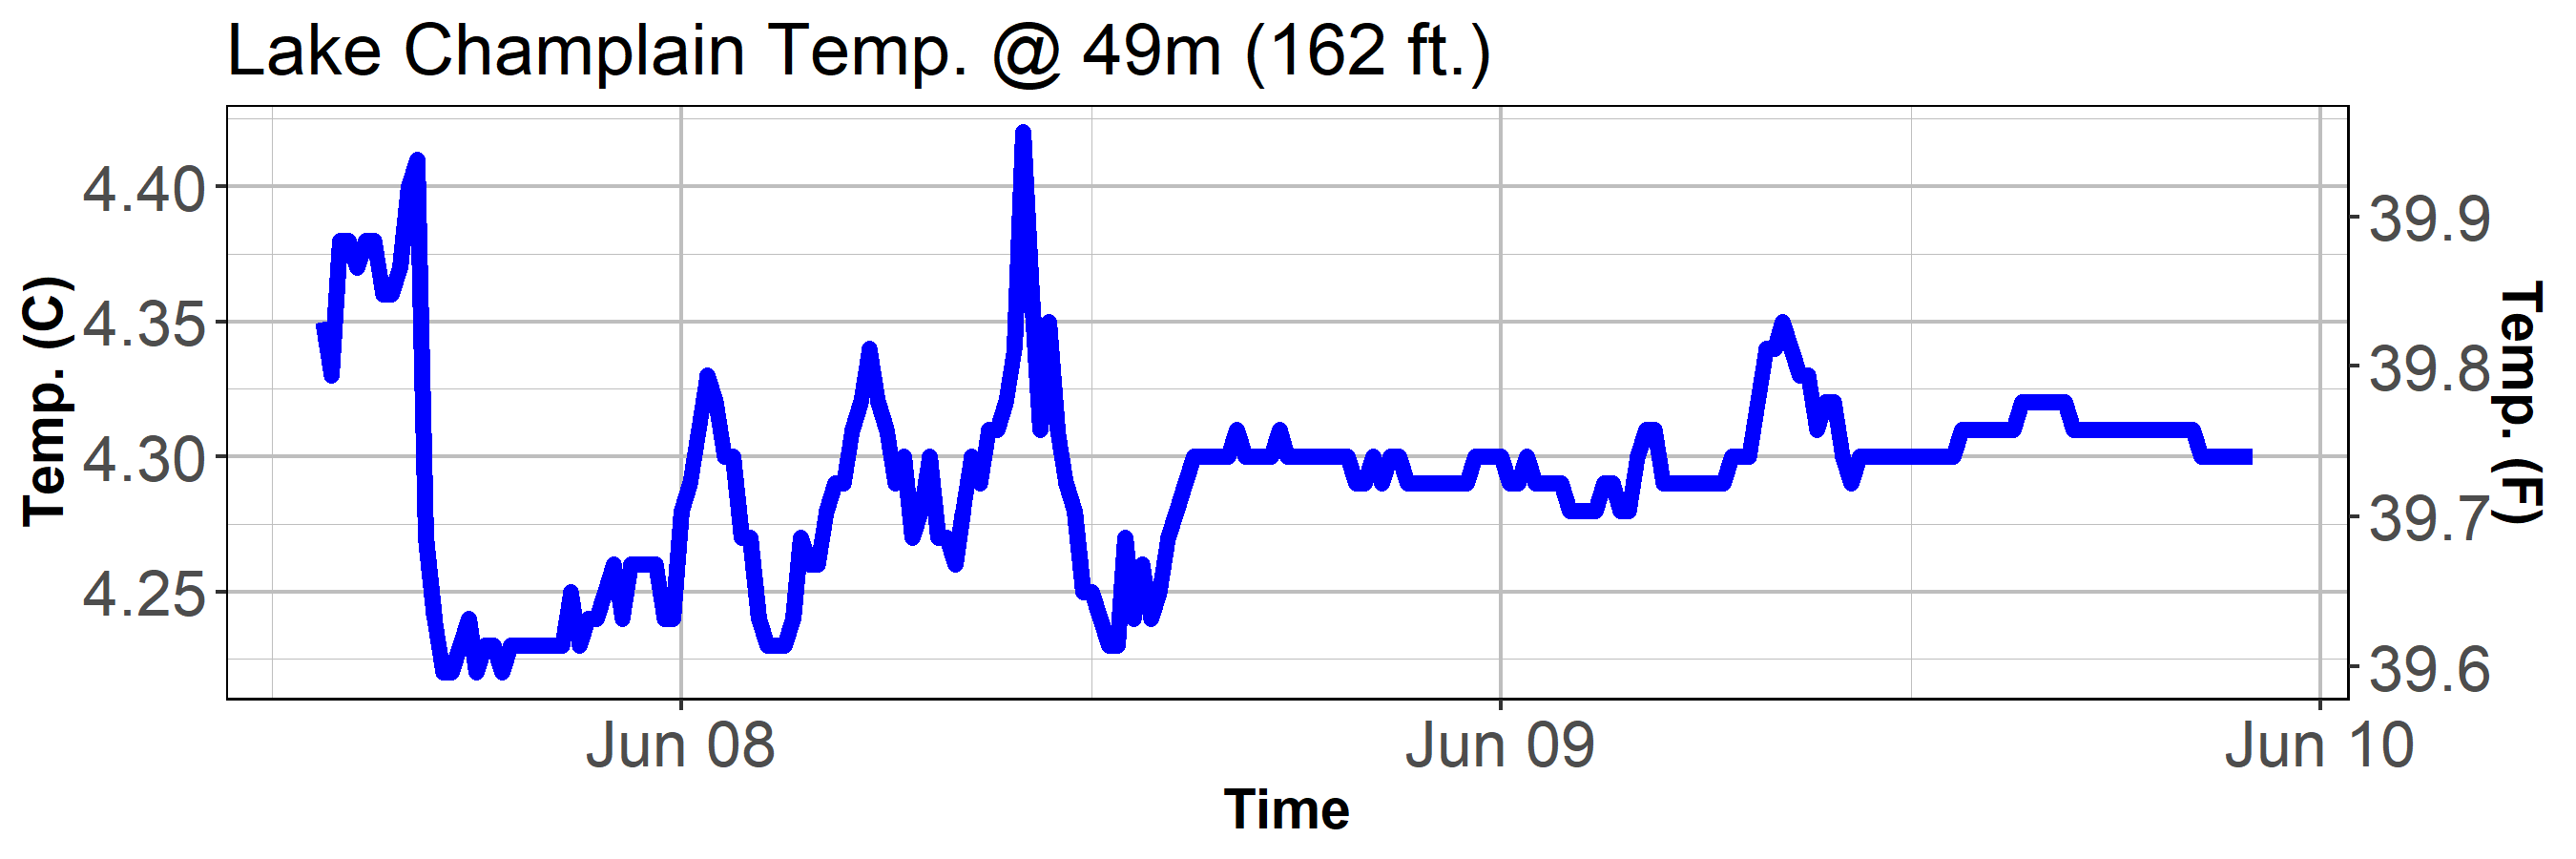 Lake Champlain Temp. @ 49m (162 ft.)
Temp. (C)
4.40
4.35
4.30
4.25
39.9
39.8
39.7
39.6
Temp. (F)
Jun 08
Jun 09
Jun 10
Time